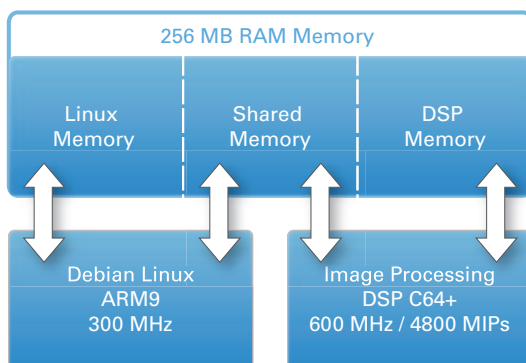 256 MB RAM Memory
Linux
Memory
Shared
Memory
DSP
Memory
Debian Linux
ARM9
300 MHz
Image Processing
DSP C64+
600 MHz / 4800 MIPs